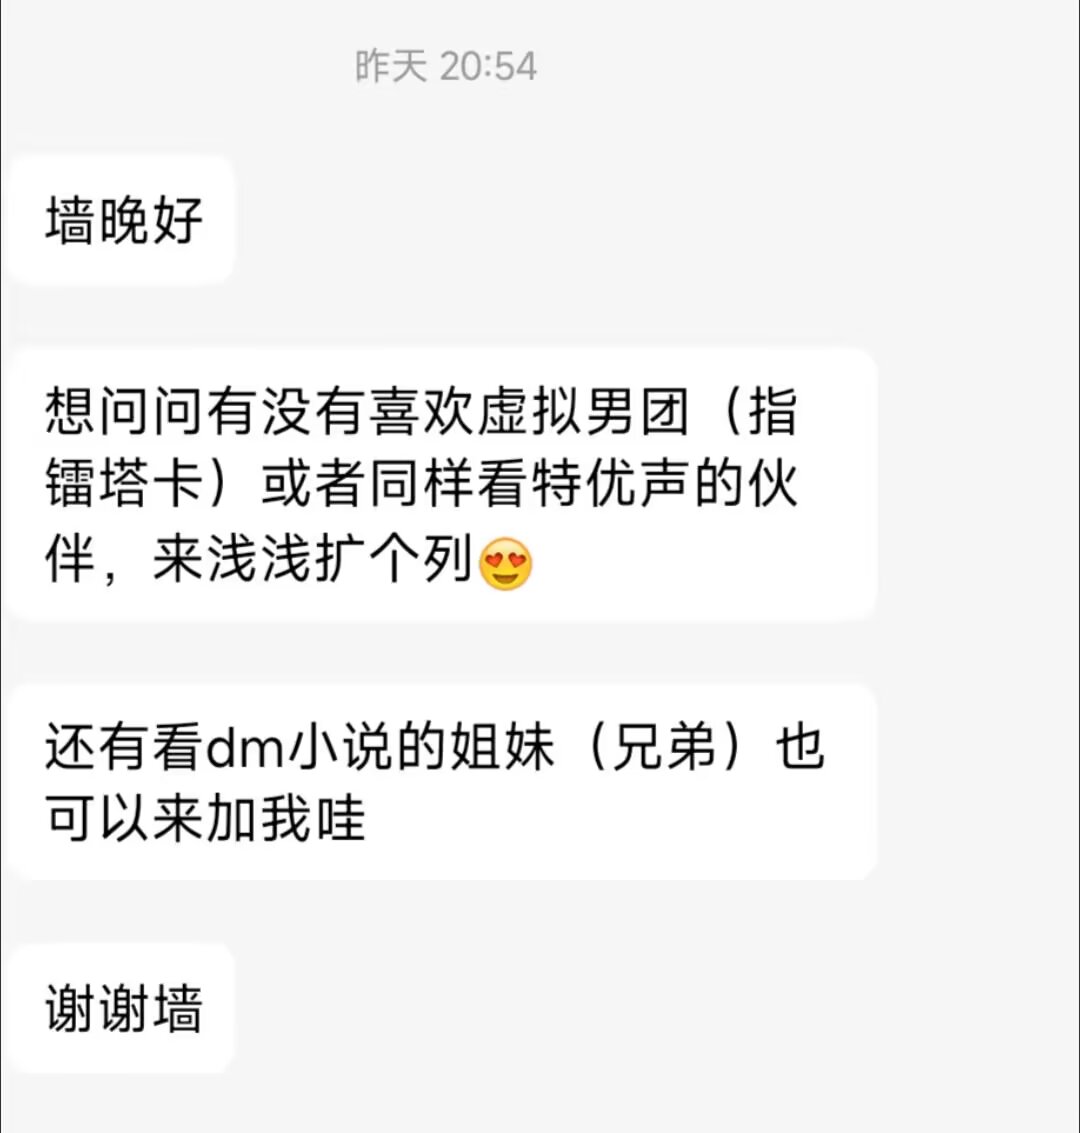 昨天 20:54
墙晚好
想问问有没有喜欢虚拟男团（指
镭塔卡）或者同样看特优声的伙
伴，来浅浅扩个列😍
还有看dm小说的姐妹（兄弟）也
可以来加我哇
谢谢墙